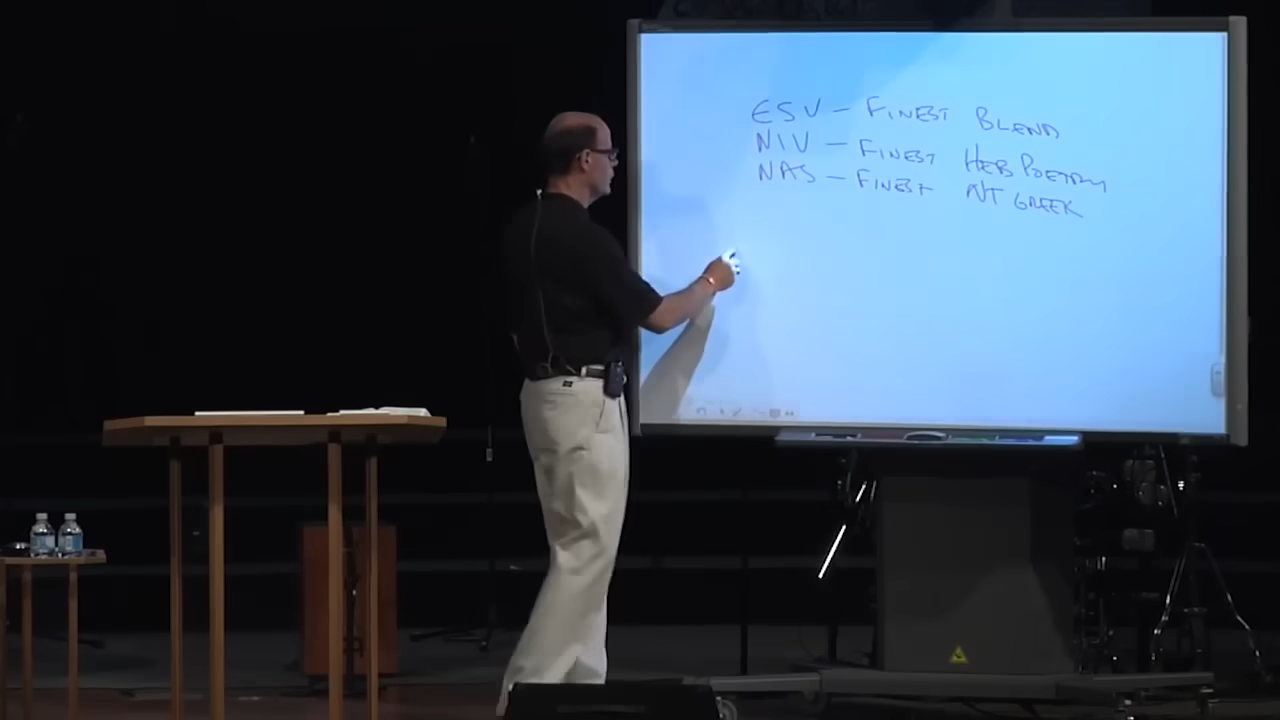 ESV – FINEST BLEND
NIV – FINEST HEB POETRY
NAS – FINEST NT GREEK